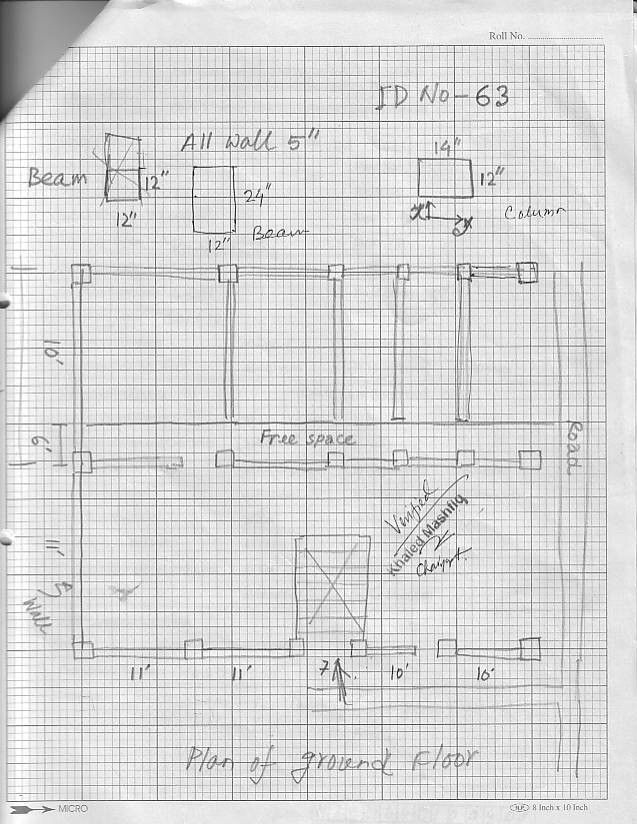 Roll No.
ID No-63
All Wall 5"
14"
Beam
12"
24"
12"
12"
12"
Beam
x
y
Column
10'
6'
Free space
Road
11'
Verified
Khaled Mashfiq
5
Wall
11'
11'
7'
10'
10'
Plan of ground Floor
MICRO
8 Inch x 10 Inch